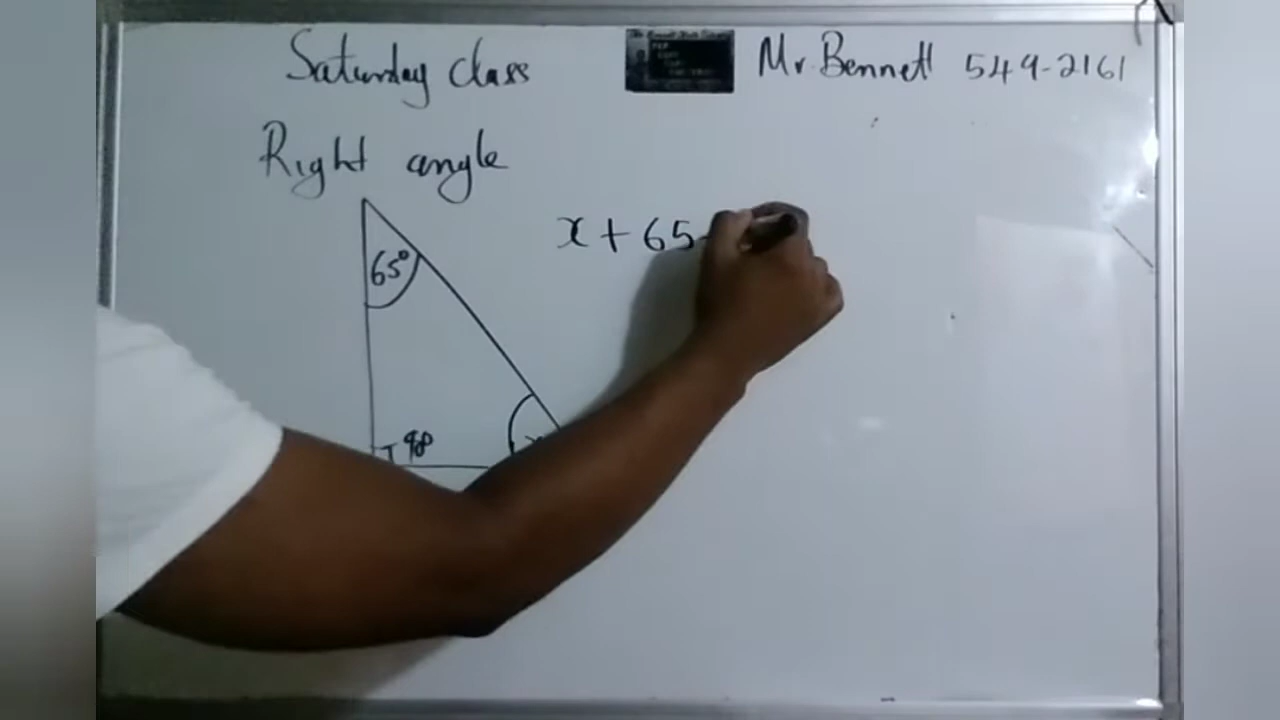 Saturday class
Mr. Bennett 549-2161
Right angle
x + 65
65°
90
x